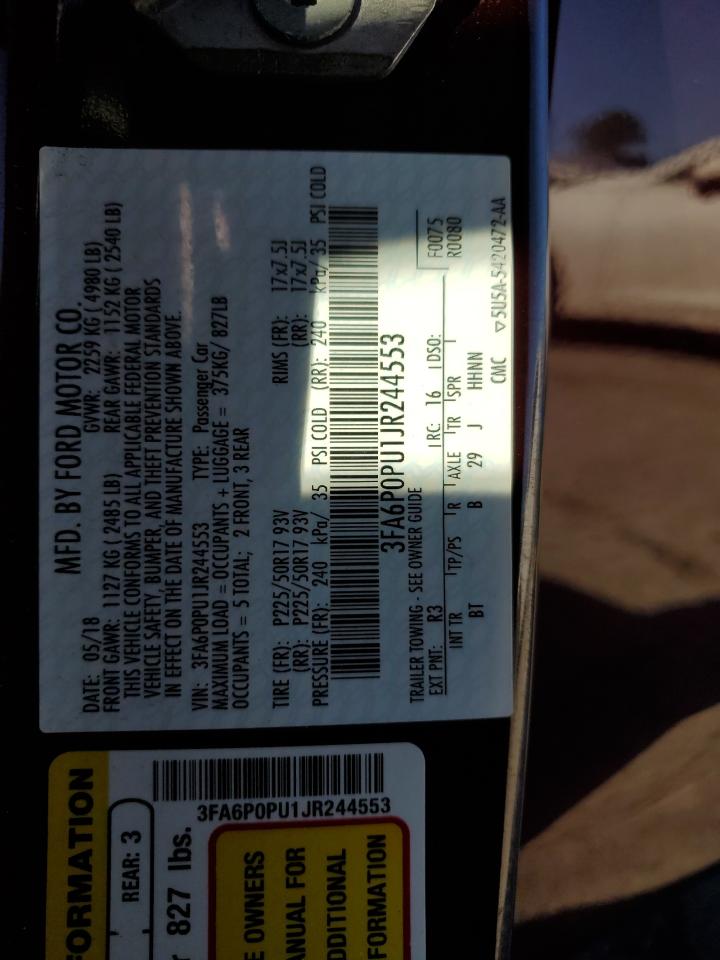 MFD. BY FORD MOTOR CO.
DATE: 05/18 GVWR: 2259 KG ( 4980 LB)
FRONT GAWR: 1127 KG ( 2485 LB) REAR GAWR: 1152 KG ( 2540 LB)
THIS VEHICLE CONFORMS TO ALL APPLICABLE FEDERAL MOTOR
VEHICLE SAFETY, BUMPER, AND THEFT PREVENTION STANDARDS
IN EFFECT ON THE DATE OF MANUFACTURE SHOWN ABOVE.
VIN: 3FA6P0PU1JR244553 TYPE: Passenger Car
MAXIMUM LOAD = OCCUPANTS + LUGGAGE = 375KG/ 827LB
OCCUPANTS = 5 TOTAL; 2 FRONT, 3 REAR
TIRE (FR): P225/50R17 93V RIMS (FR): 17x7.5J
(RR): P225/50R17 93V (RR): 17x7.5J
PRESSURE (FR): 240 kPa/ 35 PSI COLD (RR): 240 kPa/ 35 PSI COLD
3FA6P0PU1JR244553
TRAILER TOWING - SEE OWNER GUIDE
EXT PNT: R3 RC: 16 DSO: F0075
R0080
INT TR TP/PS R AXLE TR SPR
BT B 29 J HHNN
CMC ▽5U5A-5420472-AA
FORMATION
REAR: 3
827 lbs.
3FA6P0PU1JR244553
E OWNERS
ANUAL FOR
DDITIONAL
FORMATION